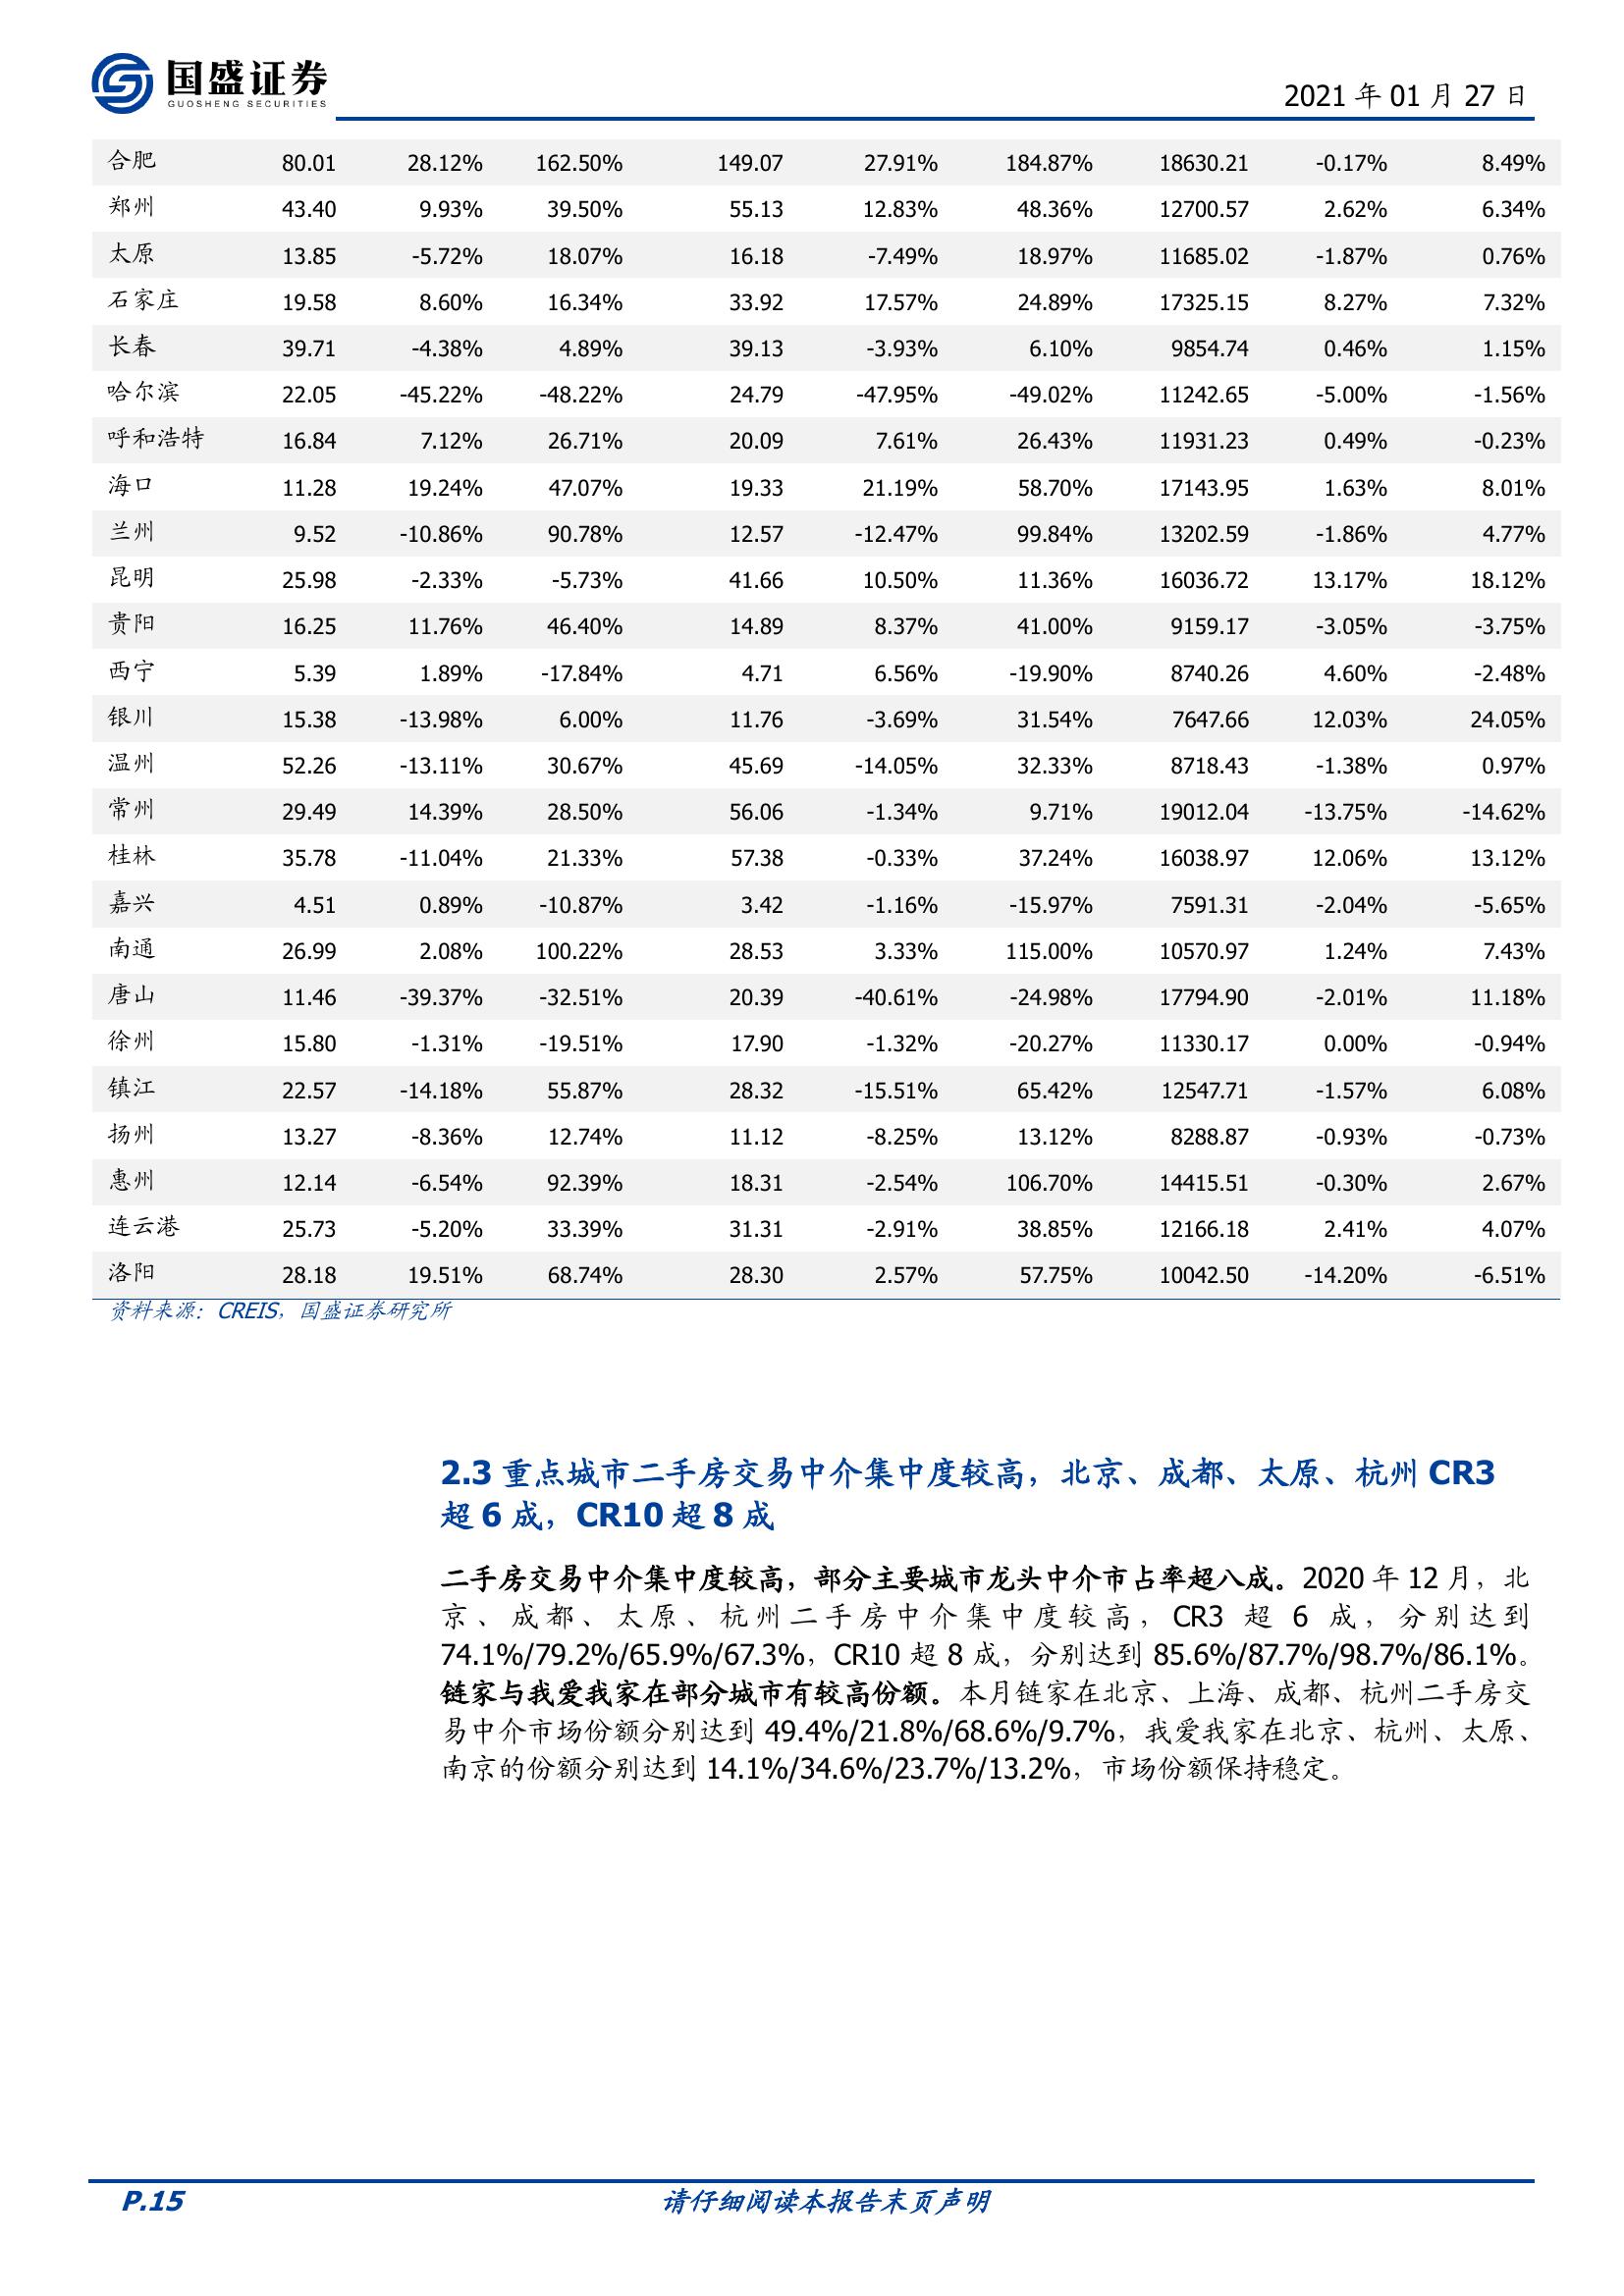 国盛证券
GUOSHENG SECURITIES
2021 年 01 月 27 日
合肥 80.01 28.12% 162.50% 149.07 27.91% 184.87% 18630.21 -0.17% 8.49%
郑州 43.40 9.93% 39.50% 55.13 12.83% 48.36% 12700.57 2.62% 6.34%
太原 13.85 -5.72% 18.07% 16.18 -7.49% 18.97% 11685.02 -1.87% 0.76%
石家庄 19.58 8.60% 16.34% 33.92 17.57% 24.89% 17325.15 8.27% 7.32%
长春 39.71 -4.38% 4.89% 39.13 -3.93% 6.10% 9854.74 0.46% 1.15%
哈尔滨 22.05 -45.22% -48.22% 24.79 -47.95% -49.02% 11242.65 -5.00% -1.56%
呼和浩特 16.84 7.12% 26.71% 20.09 7.61% 26.43% 11931.23 0.49% -0.23%
海口 11.28 19.24% 47.07% 19.33 21.19% 58.70% 17143.95 1.63% 8.01%
兰州 9.52 -10.86% 90.78% 12.57 -12.47% 99.84% 13202.59 -1.86% 4.77%
昆明 25.98 -2.33% -5.73% 41.66 10.50% 11.36% 16036.72 13.17% 18.12%
贵阳 16.25 11.76% 46.40% 14.89 8.37% 41.00% 9159.17 -3.05% -3.75%
西宁 5.39 1.89% -17.84% 4.71 6.56% -19.90% 8740.26 4.60% -2.48%
银川 15.38 -13.98% 6.00% 11.76 -3.69% 31.54% 7647.66 12.03% 24.05%
温州 52.26 -13.11% 30.67% 45.69 -14.05% 32.33% 8718.43 -1.38% 0.97%
常州 29.49 14.39% 28.50% 56.06 -1.34% 9.71% 19012.04 -13.75% -14.62%
桂林 35.78 -11.04% 21.33% 57.38 -0.33% 37.24% 16038.97 12.06% 13.12%
嘉兴 4.51 0.89% -10.87% 3.42 -1.16% -15.97% 7591.31 -2.04% -5.65%
南通 26.99 2.08% 100.22% 28.53 3.33% 115.00% 10570.97 1.24% 7.43%
唐山 11.46 -39.37% -32.51% 20.39 -40.61% -24.98% 17794.90 -2.01% 11.18%
徐州 15.80 -1.31% -19.51% 17.90 -1.32% -20.27% 11330.17 0.00% -0.94%
镇江 22.57 -14.18% 55.87% 28.32 -15.51% 65.42% 12547.71 -1.57% 6.08%
扬州 13.27 -8.36% 12.74% 11.12 -8.25% 13.12% 8288.87 -0.93% -0.73%
惠州 12.14 -6.54% 92.39% 18.31 -2.54% 106.70% 14415.51 -0.30% 2.67%
连云港 25.73 -5.20% 33.39% 31.31 -2.91% 38.85% 12166.18 2.41% 4.07%
洛阳 28.18 19.51% 68.74% 28.30 2.57% 57.75% 10042.50 -14.20% -6.51%
资料来源：CREIS，国盛证券研究所
2.3 重点城市二手房交易中介集中度较高，北京、成都、太原、杭州 CR3
超 6 成，CR10 超 8 成
二手房交易中介集中度较高，部分主要城市龙头中介市占率超八成。2020 年 12 月，北
京、成都、太原、杭州二手房中介集中度较高，CR3 超 6 成，分别达到
74.1%/79.2%/65.9%/67.3%，CR10 超 8 成，分别达到 85.6%/87.7%/98.7%/86.1%。
链家与我爱我家在部分城市有较高份额。本月链家在北京、上海、成都、杭州二手房交
易中介市场份额分别达到 49.4%/21.8%/68.6%/9.7%，我爱我家在北京、杭州、太原、
南京的份额分别达到 14.1%/34.6%/23.7%/13.2%，市场份额保持稳定。
P.15
请仔细阅读本报告末页声明